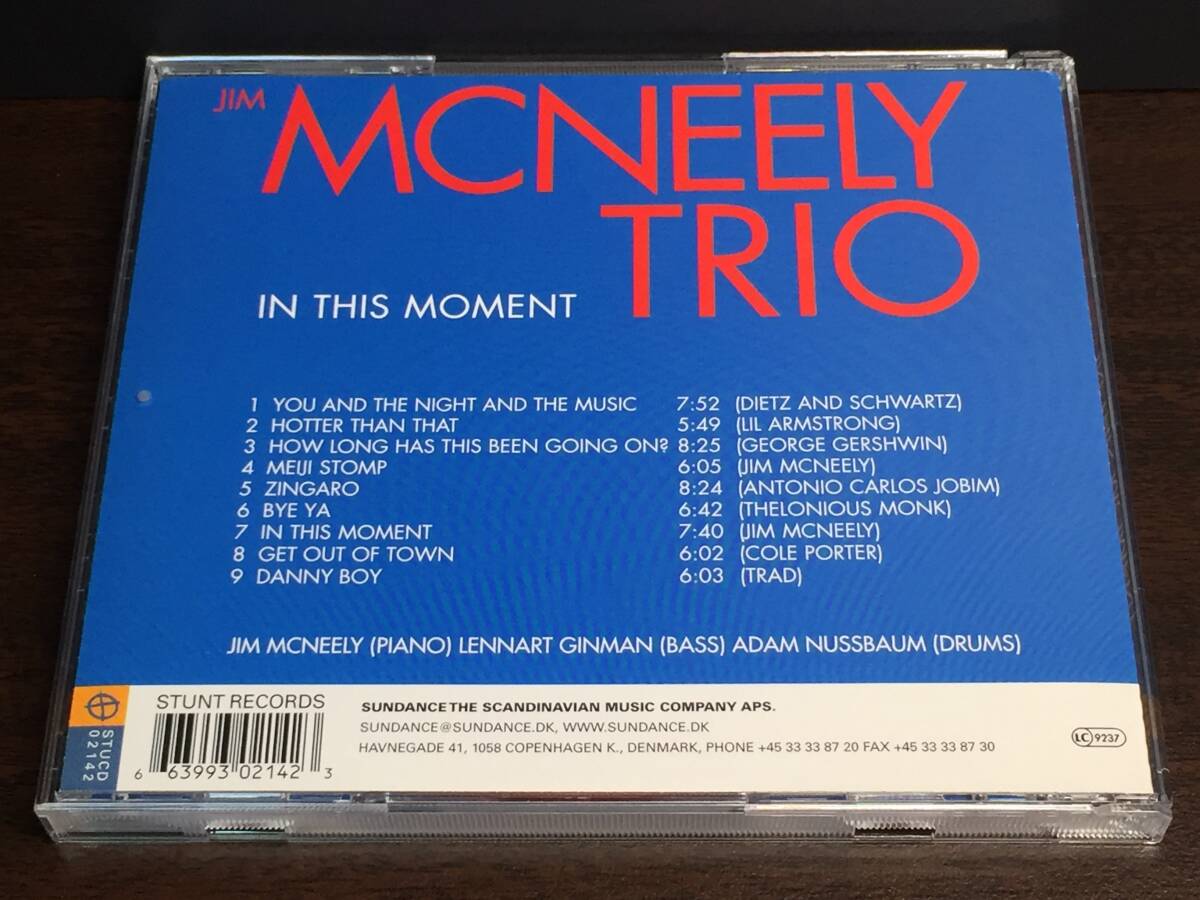 JIM MCNEELY
TRIO
IN THIS MOMENT
1 YOU AND THE NIGHT AND THE MUSIC 7:52 (DIETZ AND SCHWARTZ)
2 HOTTER THAN THAT 5:49 (LIL ARMSTRONG)
3 HOW LONG HAS THIS BEEN GOING ON? 8:25 (GEORGE GERSHWIN)
4 MEIJI STOMP 6:05 (JIM MCNEELY)
5 ZINGARO 8:24 (ANTONIO CARLOS JOBIM)
6 BYE YA 6:42 (THELONIOUS MONK)
7 IN THIS MOMENT 7:40 (JIM MCNEELY)
8 GET OUT OF TOWN 6:02 (COLE PORTER)
9 DANNY BOY 6:03 (TRAD)
JIM MCNEELY (PIANO) LENNART GINMAN (BASS) ADAM NUSSBAUM (DRUMS)
STUCD
02142
STUNT RECORDS
6 63993 02142 3
SUNDANCE THE SCANDINAVIAN MUSIC COMPANY APS.
SUNDANCE@SUNDANCE.DK, WWW.SUNDANCE.DK
HAVNEGADE 41, 1058 COPENHAGEN K., DENMARK, PHONE +45 33 33 87 20 FAX +45 33 33 87 30
LC 9237